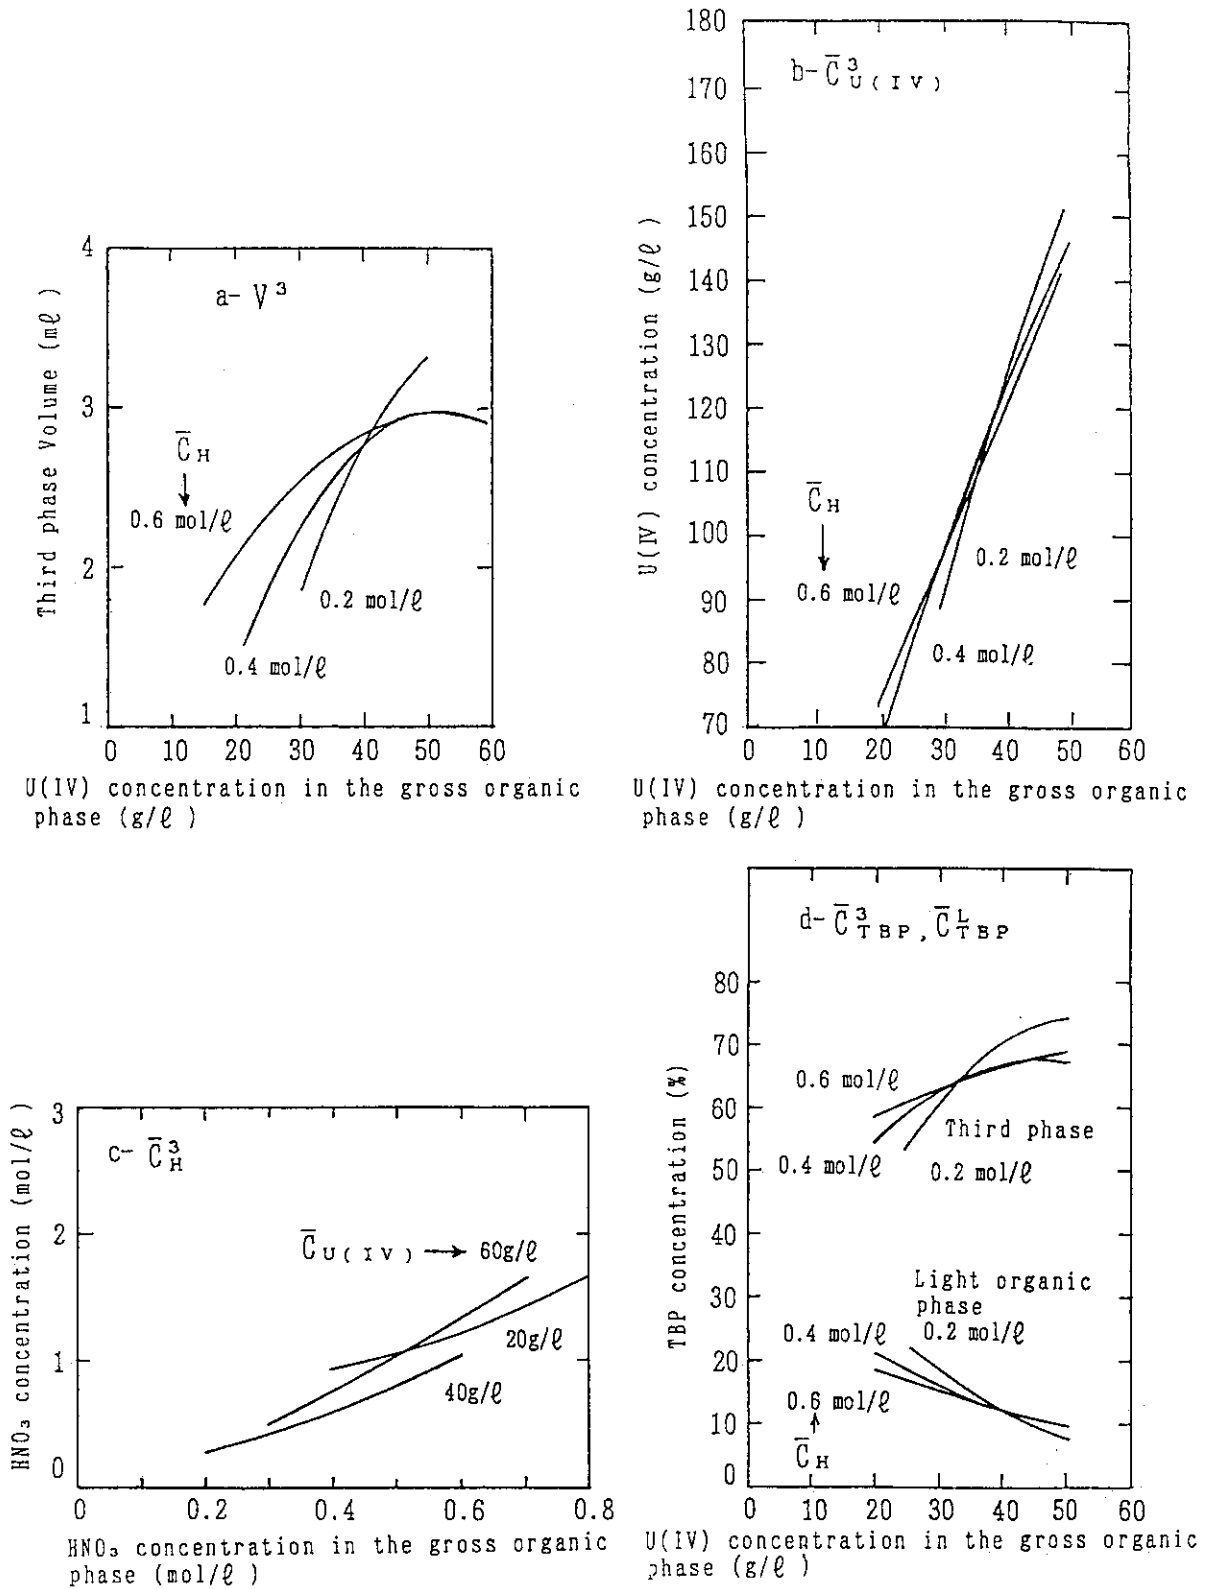 a- V³
Third phase Volume (mℓ)
4
3
2
1
C̄H
0.6 mol/ℓ
0.2 mol/ℓ
0.4 mol/ℓ
0 10 20 30 40 50 60
U(IV) concentration in the gross organic
phase (g/ℓ )
b- C̄³U(IV)
U(IV) concentration (g/ℓ)
180
170
160
150
140
130
120
110
100
90
80
70
C̄H
0.2 mol/ℓ
0.6 mol/ℓ
0.4 mol/ℓ
0 10 20 30 40 50 60
U(IV) concentration in the gross organic
phase (g/ℓ )
c- C̄³H
HNO₃ concentration (mol/ℓ )
3
2
1
0
C̄U(IV) → 60g/ℓ
20g/ℓ
40g/ℓ
0 0.2 0.4 0.6 0.8
HNO₃ concentration in the gross organic
phase (mol/ℓ )
d- C̄³TBP, C̄ᴸTBP
TBP concentration (%)
80
70
60
50
40
30
20
10
0
0.6 mol/ℓ
Third phase
0.4 mol/ℓ
0.2 mol/ℓ
Light organic
phase
0.4 mol/ℓ
0.2 mol/ℓ
0.6 mol/ℓ
C̄H
0 10 20 30 40 50 60
U(IV) concentration in the gross organic
phase (g/ℓ )